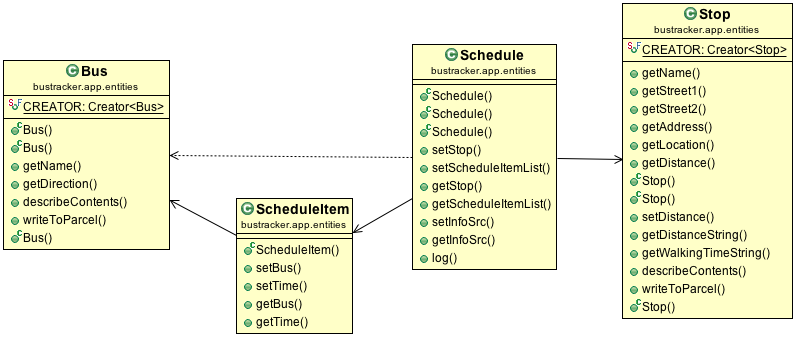 Bus
bustracker.app.entities
CREATOR: Creator<Bus>
Bus()
Bus()
getName()
getDirection()
describeContents()
writeToParcel()
Bus()
ScheduleItem
bustracker.app.entities
ScheduleItem()
setBus()
setTime()
getBus()
getTime()
Schedule
bustracker.app.entities
Schedule()
Schedule()
Schedule()
setStop()
setScheduleItemList()
getStop()
getScheduleItemList()
setInfoSrc()
getInfoSrc()
log()
Stop
bustracker.app.entities
CREATOR: Creator<Stop>
getName()
getStreet1()
getStreet2()
getAddress()
getLocation()
getDistance()
Stop()
Stop()
setDistance()
getDistanceString()
getWalkingTimeString()
describeContents()
writeToParcel()
Stop()